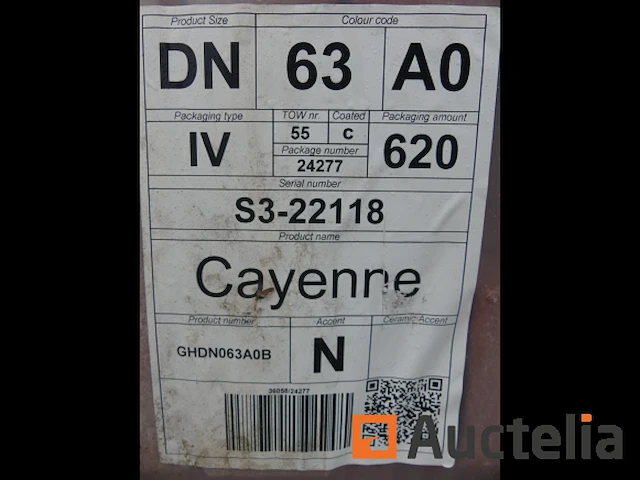 Product Size Colour code
DN 63 A0
Packaging type TOW nr. Coated Packaging amount
IV 55 c 620
Package number
24277
Serial number
S3-22118
Product name
Cayenne
Product number Accent Ceramic Accent
GHDN063A0B N
36058/24277
Auctelia